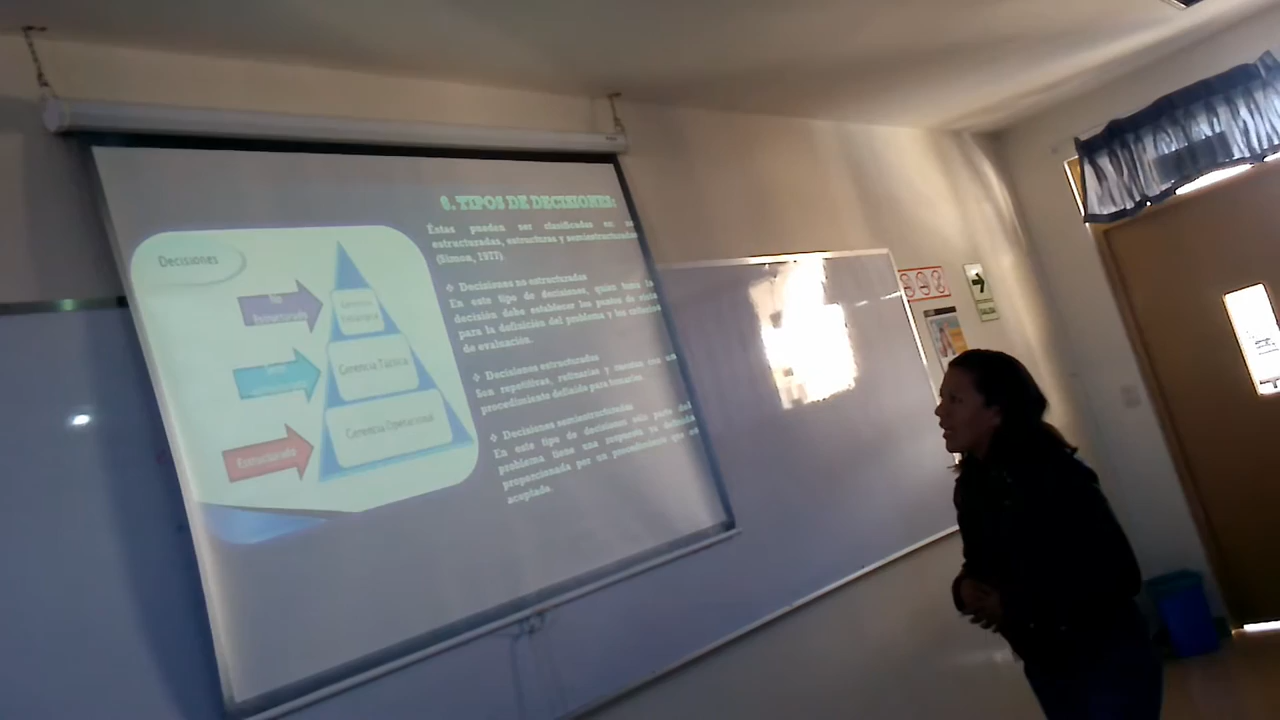 Decisiones
No
Estructurado
Estructurado
Gerencia
Gerencia Táctica
Gerencia Operacional
6. TIPOS DE DECISIONES:
Éstas pueden ser clasificadas en: no
estructuradas, estructuras y semiestructuradas
(Simon, 1977).
❖ Decisiones no estructuradas
En este tipo de decisiones, quien toma la
decisión debe establecer los puntos de vista
para la definición del problema y los criterios
de evaluación.
❖ Decisiones estructuradas
Son repetitivas, rutinarias y cuentan con un
procedimiento definido para tomarlas.
❖ Decisiones semiestructuradas
En este tipo de decisiones sólo parte del
problema tiene una respuesta ya definida
proporcionada por un procedimiento que es
aceptado.
SALIDA